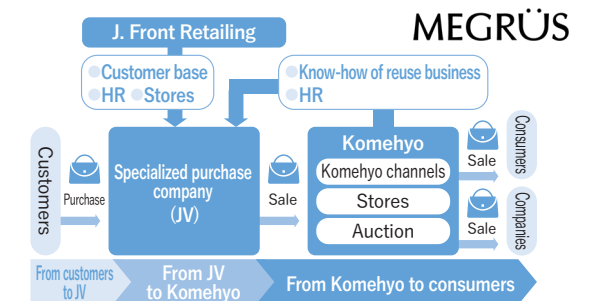 J. Front Retailing
MEGRÜS
Customer base
HR Stores
Know-how of reuse business
HR
Customers
Purchase
Specialized purchase
company
(JV)
Sale
Komehyo
Komehyo channels
Stores
Auction
Sale
Consumers
Sale
Companies
From customers
to JV
From JV
to Komehyo
From Komehyo to consumers